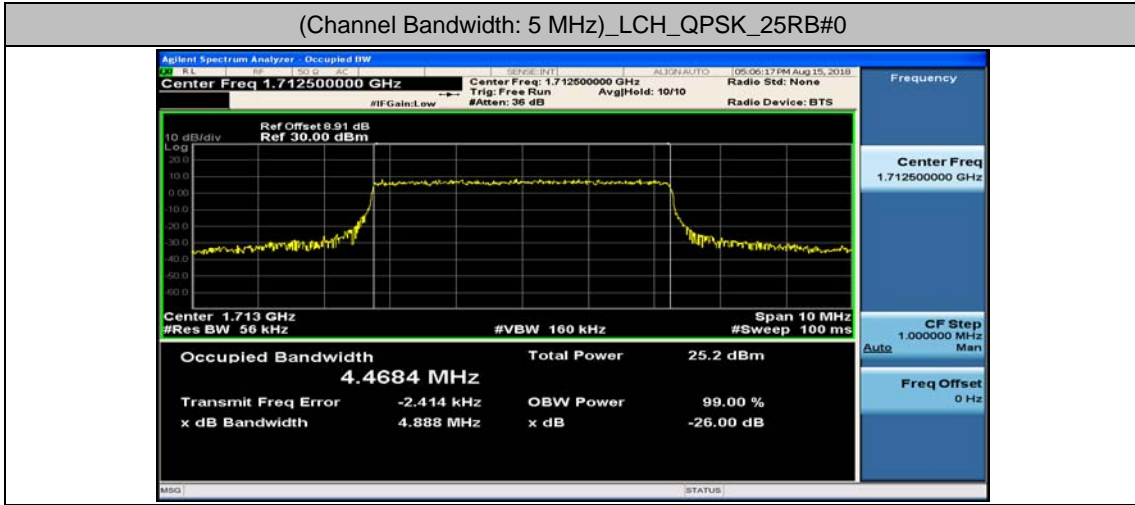 (Channel Bandwidth: 5 MHz)_LCH_QPSK_25RB#0
Agilent Spectrum Analyzer - Occupied BW
RL RF 50 Ω AC SENSE:INT ALIGNAUTO 05:06:17 PM Aug 15, 2018
Center Freq 1.712500000 GHz
Center Freq: 1.712500000 GHz Radio Std: None
Trig: Free Run Avg|Hold: 10/10
#IFGain:Low #Atten: 36 dB Radio Device: BTS
Ref Offset 8.91 dB
10 dB/div Ref 30.00 dBm
Log
20.0
10.0
0.00
-10.0
-20.0
-30.0
-40.0
-50.0
-60.0
Center 1.713 GHz Span 10 MHz
#Res BW 56 kHz #VBW 160 kHz #Sweep 100 ms
Occupied Bandwidth Total Power 25.2 dBm
4.4684 MHz
Transmit Freq Error -2.414 kHz OBW Power 99.00 %
x dB Bandwidth 4.888 MHz x dB -26.00 dB
MSG STATUS
Frequency
Center Freq
1.712500000 GHz
CF Step
1.000000 MHz
Auto Man
Freq Offset
0 Hz